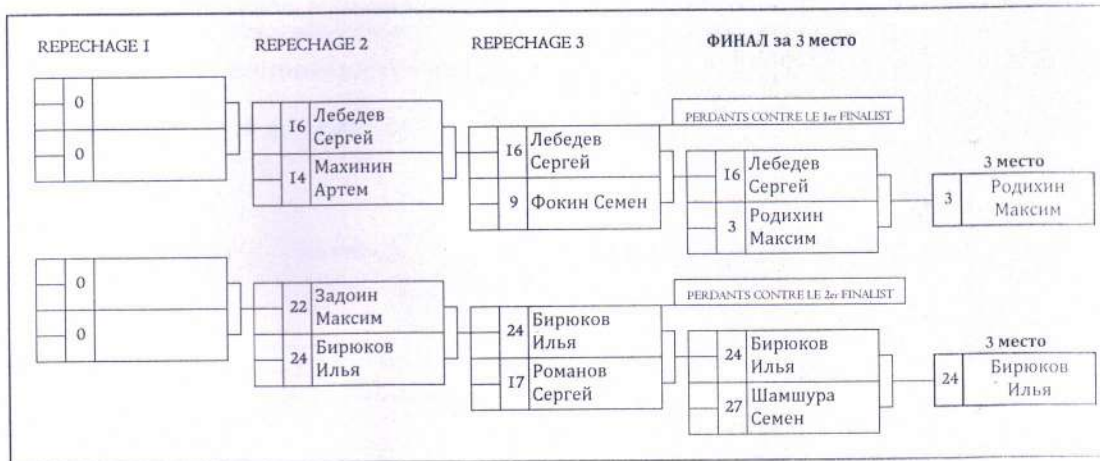 REPECHAGE I
REPECHAGE 2
REPECHAGE 3
ФИНАЛ за 3 место
0
0
16 Лебедев
Сергей
14 Махинин
Артем
16 Лебедев
Сергей
9 Фокин Семен
PERDANTS CONTRE LE 1er FINALIST
16 Лебедев
Сергей
3 Родихин
Максим
3 место
3 Родихин
Максим
0
0
22 Задоин
Максим
24 Бирюков
Илья
24 Бирюков
Илья
17 Романов
Сергей
PERDANTS CONTRE LE 2er FINALIST
24 Бирюков
Илья
27 Шамшура
Семен
3 место
24 Бирюков
Илья